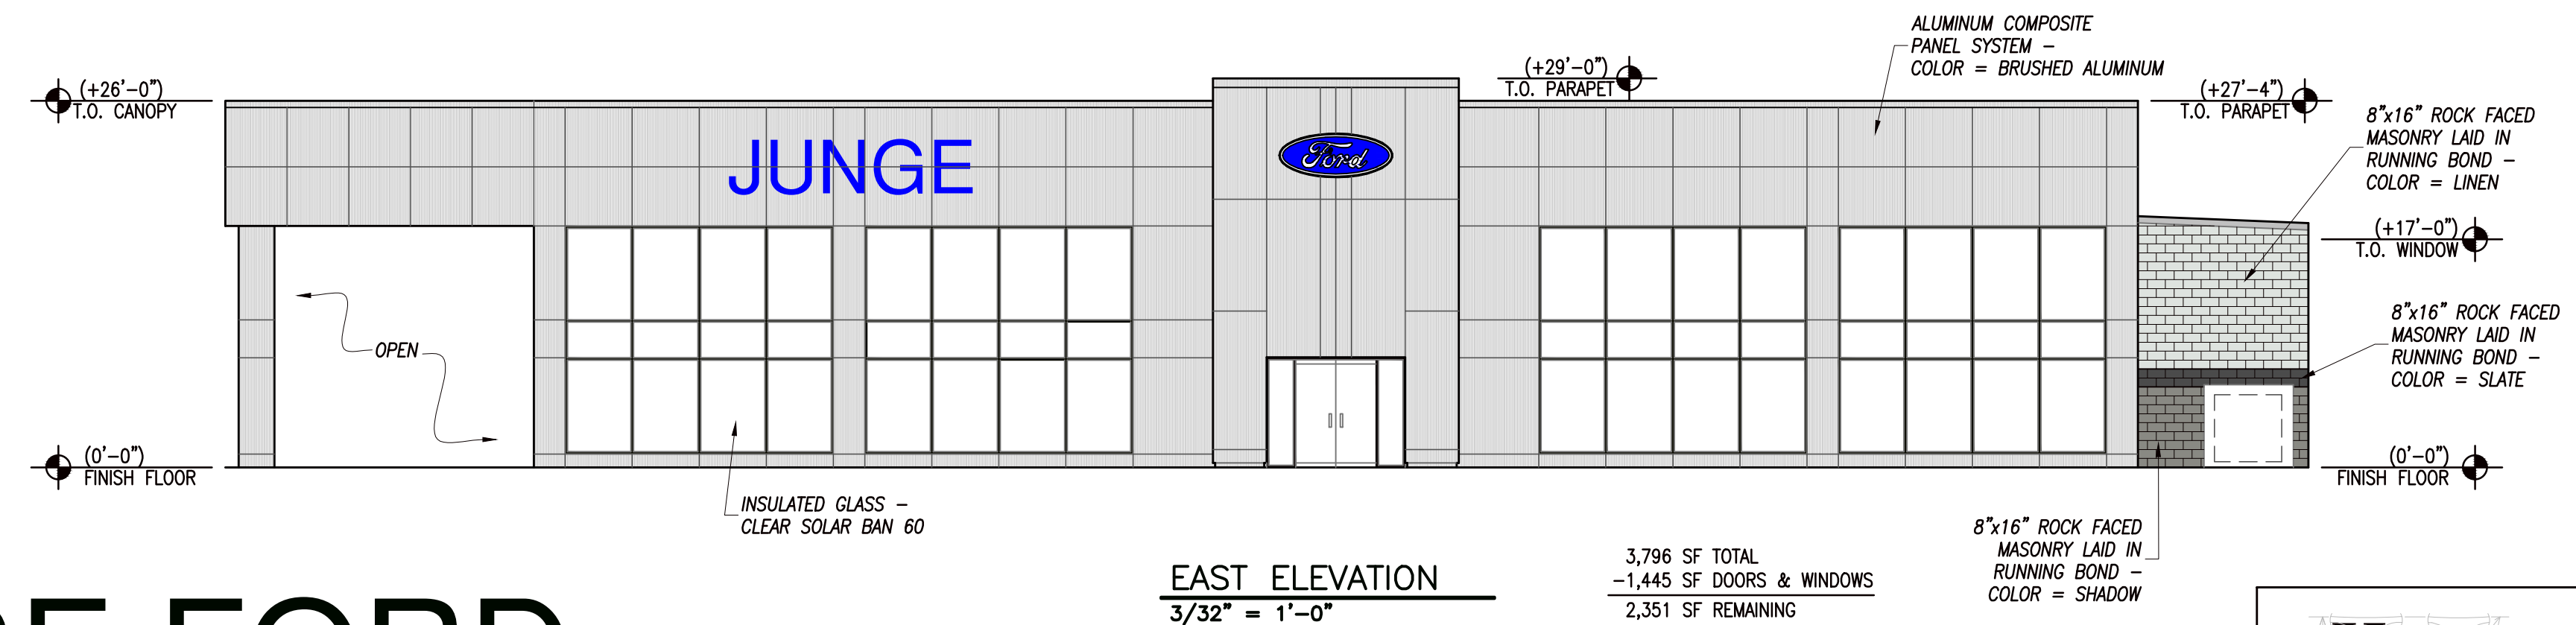 ALUMINUM COMPOSITE
PANEL SYSTEM –
COLOR = BRUSHED ALUMINUM
(+26'-0")
T.O. CANOPY
(+29'-0")
T.O. PARAPET
(+27'-4")
T.O. PARAPET
8"x16" ROCK FACED
MASONRY LAID IN
RUNNING BOND –
COLOR = LINEN
JUNGE
Ford
(+17'-0")
T.O. WINDOW
8"x16" ROCK FACED
MASONRY LAID IN
RUNNING BOND –
COLOR = SLATE
OPEN
(0'-0")
FINISH FLOOR
(0'-0")
FINISH FLOOR
INSULATED GLASS –
CLEAR SOLAR BAN 60
8"x16" ROCK FACED
MASONRY LAID IN
RUNNING BOND –
COLOR = SHADOW
EAST ELEVATION
3/32" = 1'-0"
3,796 SF TOTAL
-1,445 SF DOORS & WINDOWS
2,351 SF REMAINING